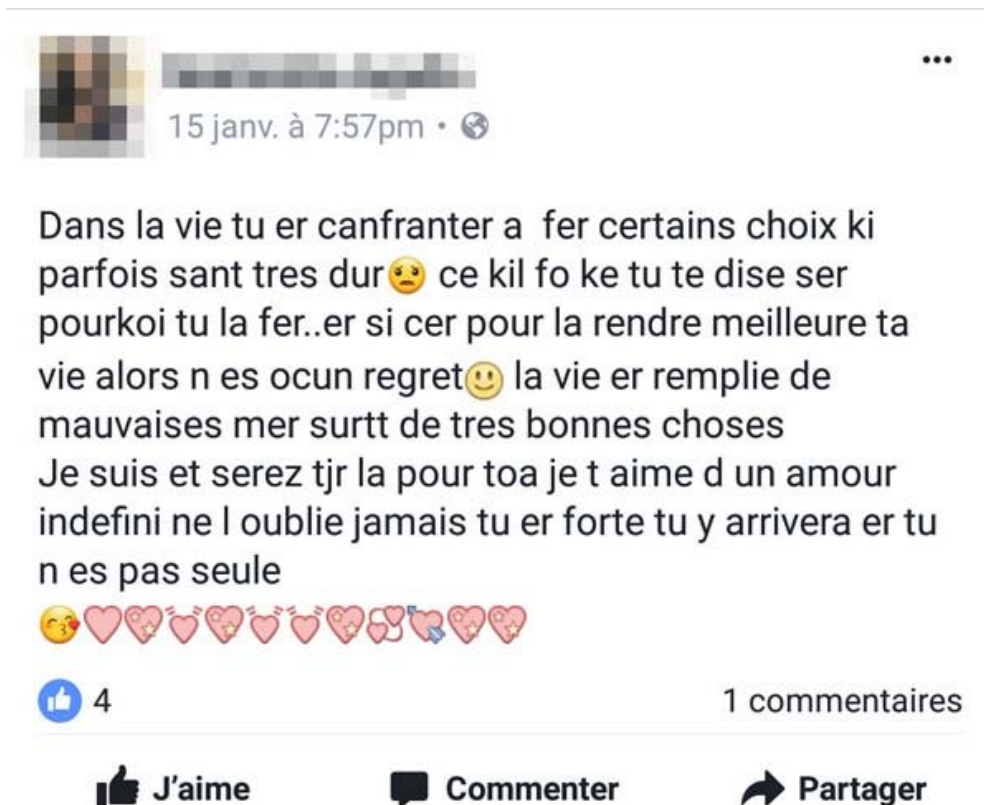 15 janv. à 7:57pm
Dans la vie tu er canfranter a fer certains choix ki
parfois sant tres dur😟 ce kil fo ke tu te dise ser
pourkoi tu la fer..er si cer pour la rendre meilleure ta
vie alors n es ocun regret🙂 la vie er remplie de
mauvaises mer surtt de tres bonnes choses
Je suis et serez tjr la pour toa je t aime d un amour
indefini ne l oublie jamais tu er forte tu y arrivera er tu
n es pas seule
😘❤💖💓💖💓💓💖💞💘💖💖
4 1 commentaires
J'aime Commenter Partager